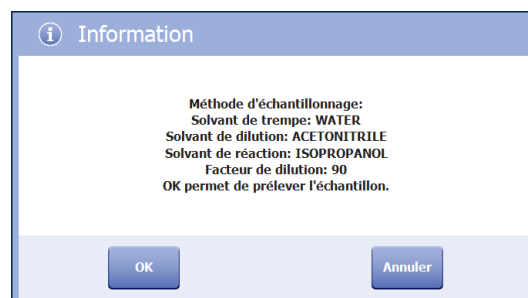 Information
Méthode d'échantillonnage:
Solvant de trempe: WATER
Solvant de dilution: ACETONITRILE
Solvant de réaction: ISOPROPANOL
Facteur de dilution: 90
OK permet de prélever l'échantillon.
OK
Annuler